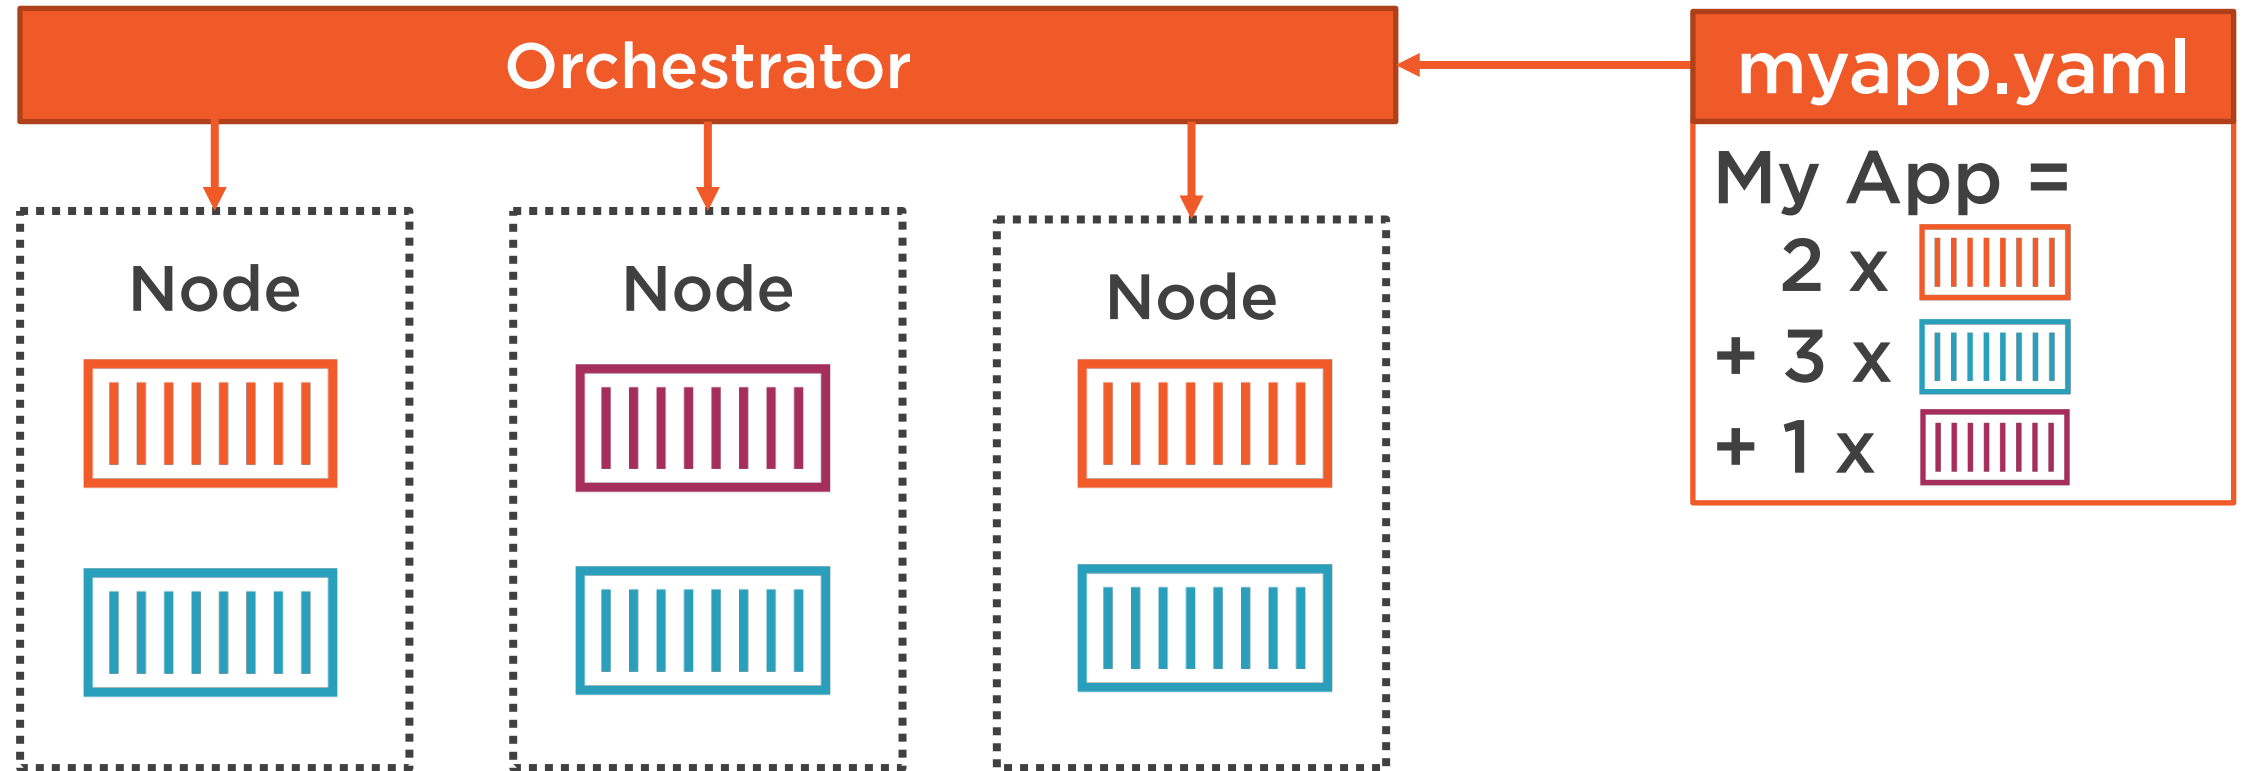 Orchestrator
myapp.yaml
My App =
2 x
+ 3 x
+ 1 x
Node
Node
Node